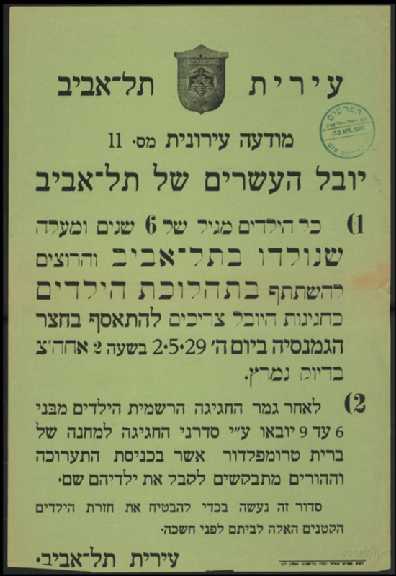 עירית תל־אביב
מודעה עירונית מס. 11
יובל העשרים של תל־אביב
1) כל הילדים מגיל של 6 שנים ומעלה
שנולדו בתל־אביב והרוצים
להשתתף בתהלוכת הילדים
בחגיגות היובל צריכים להתאסף בחצר
הגמנסיה ביום ה׳ 2.5.29 בשעה 2 אחה״צ
בדיוק נמרץ.
2) לאחר גמר החגיגה הרשמית הילדים מבני
6 עד 9 יובאו ע״י סדרני החגיגה למחנה של
ברית טרומפלדור אשר בכניסת התערוכה
וההורים מתבקשים לקבל את ילדיהם שם.
סדור זה נעשה בכדי להבטיח את חזרת הילדים
הקטנים האלה לביתם לפני חשכה.
עירית תל־אביב.